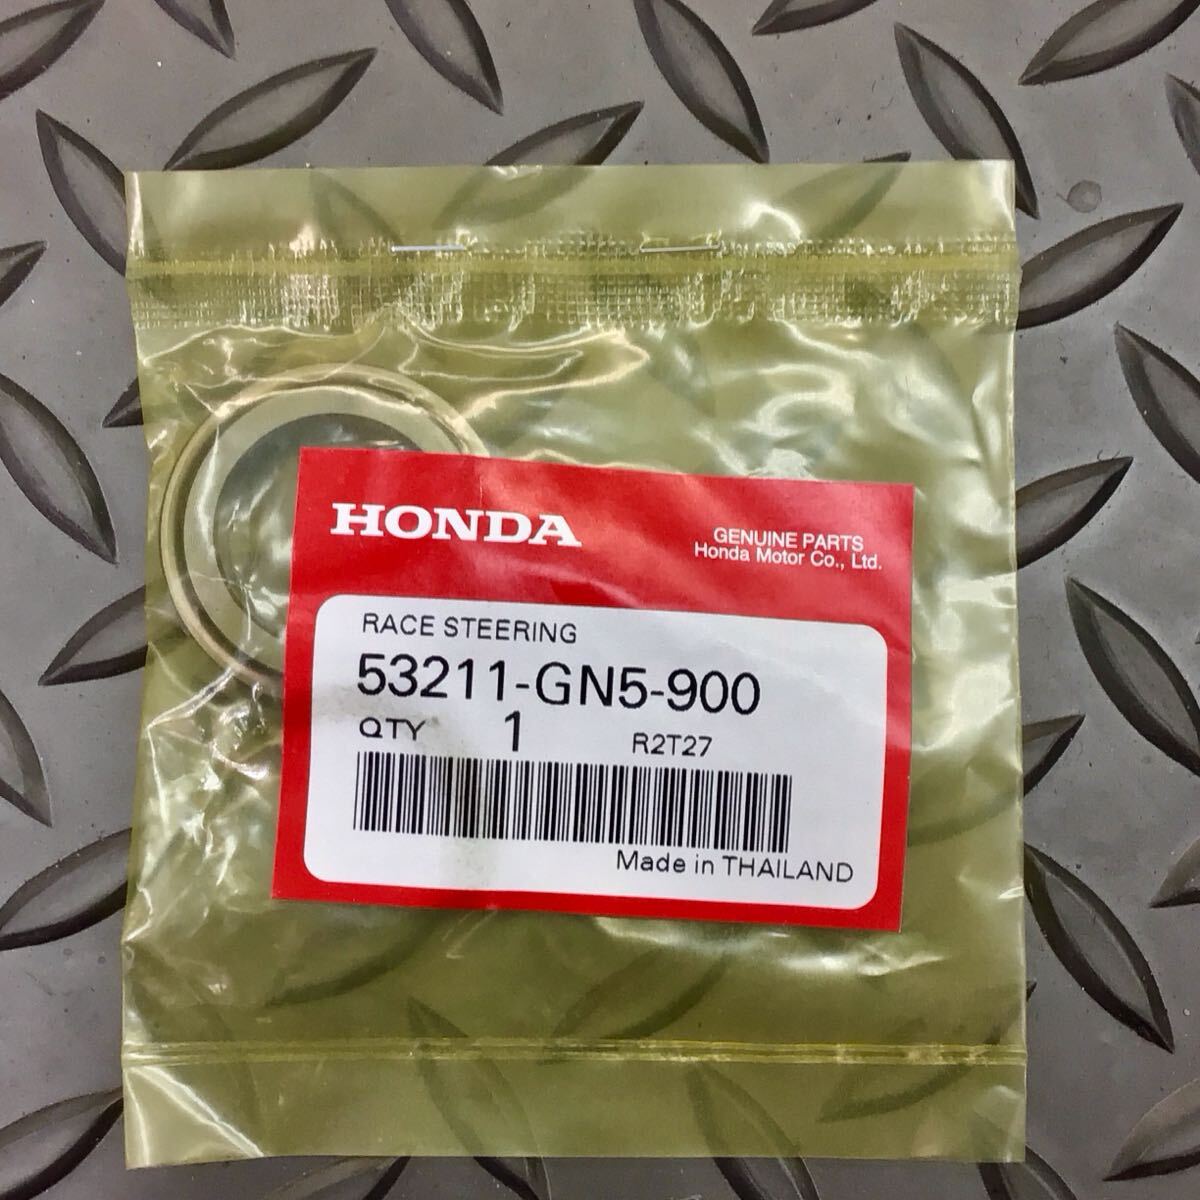 HONDA
GENUINE PARTS
Honda Motor Co., Ltd.
RACE STEERING
53211-GN5-900
QTY 1 R2T27
Made in THAILAND